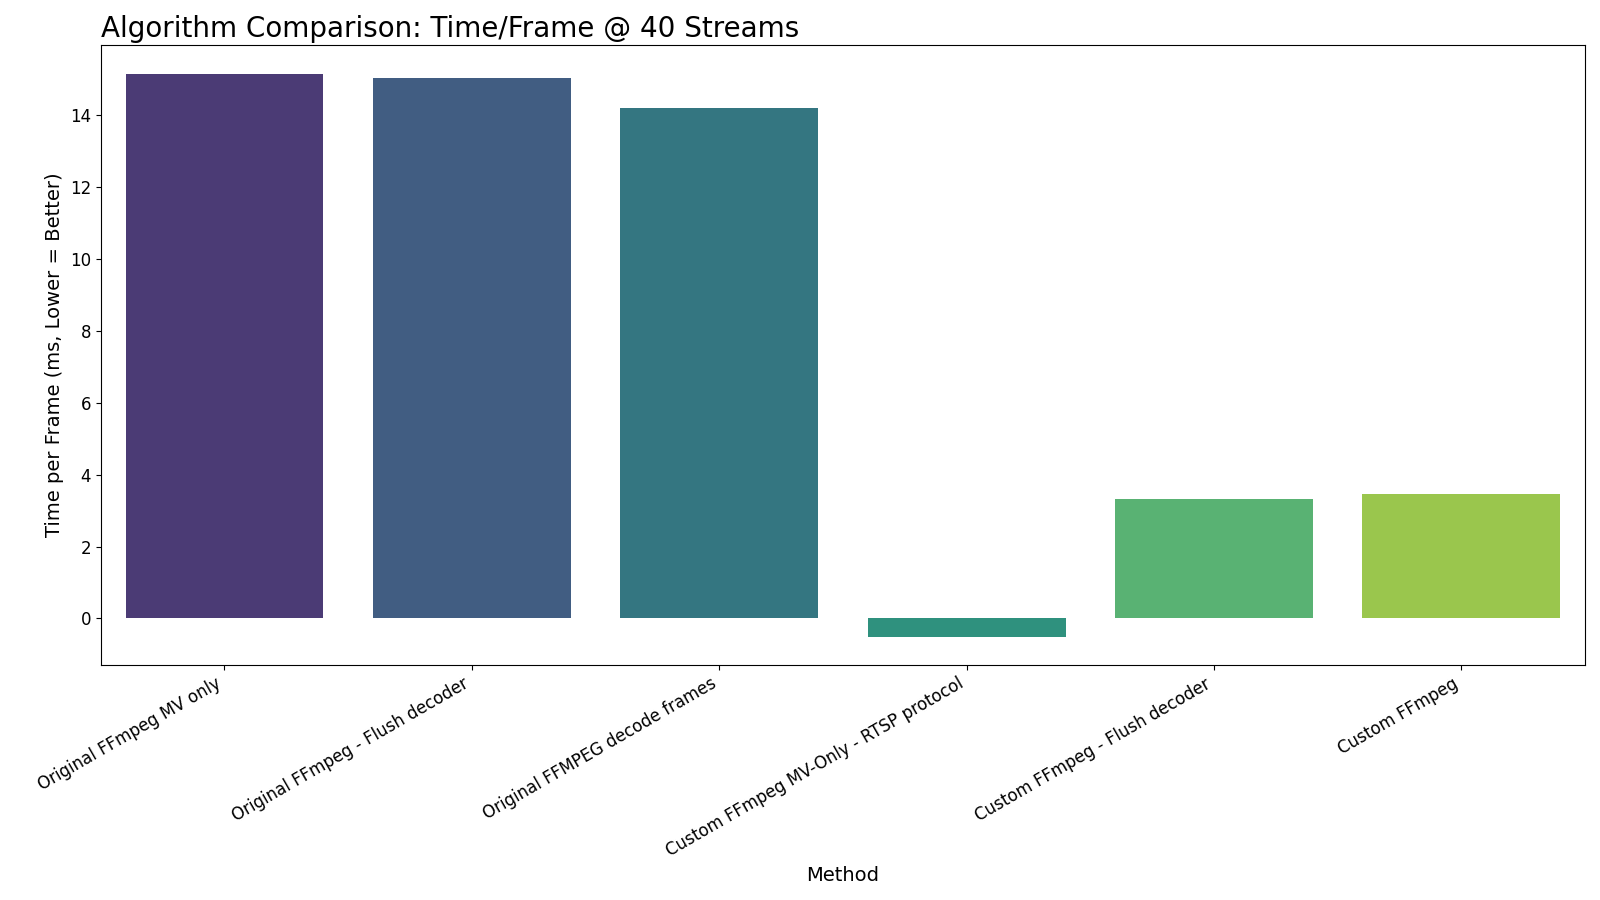 Algorithm Comparison: Time/Frame @ 40 Streams
Time per Frame (ms, Lower = Better)
14
12
10
8
6
4
2
0
Original FFmpeg MV only
Original FFmpeg - Flush decoder
Original FFMPEG decode frames
Custom FFmpeg MV-Only - RTSP protocol
Custom FFmpeg - Flush decoder
Custom FFmpeg
Method